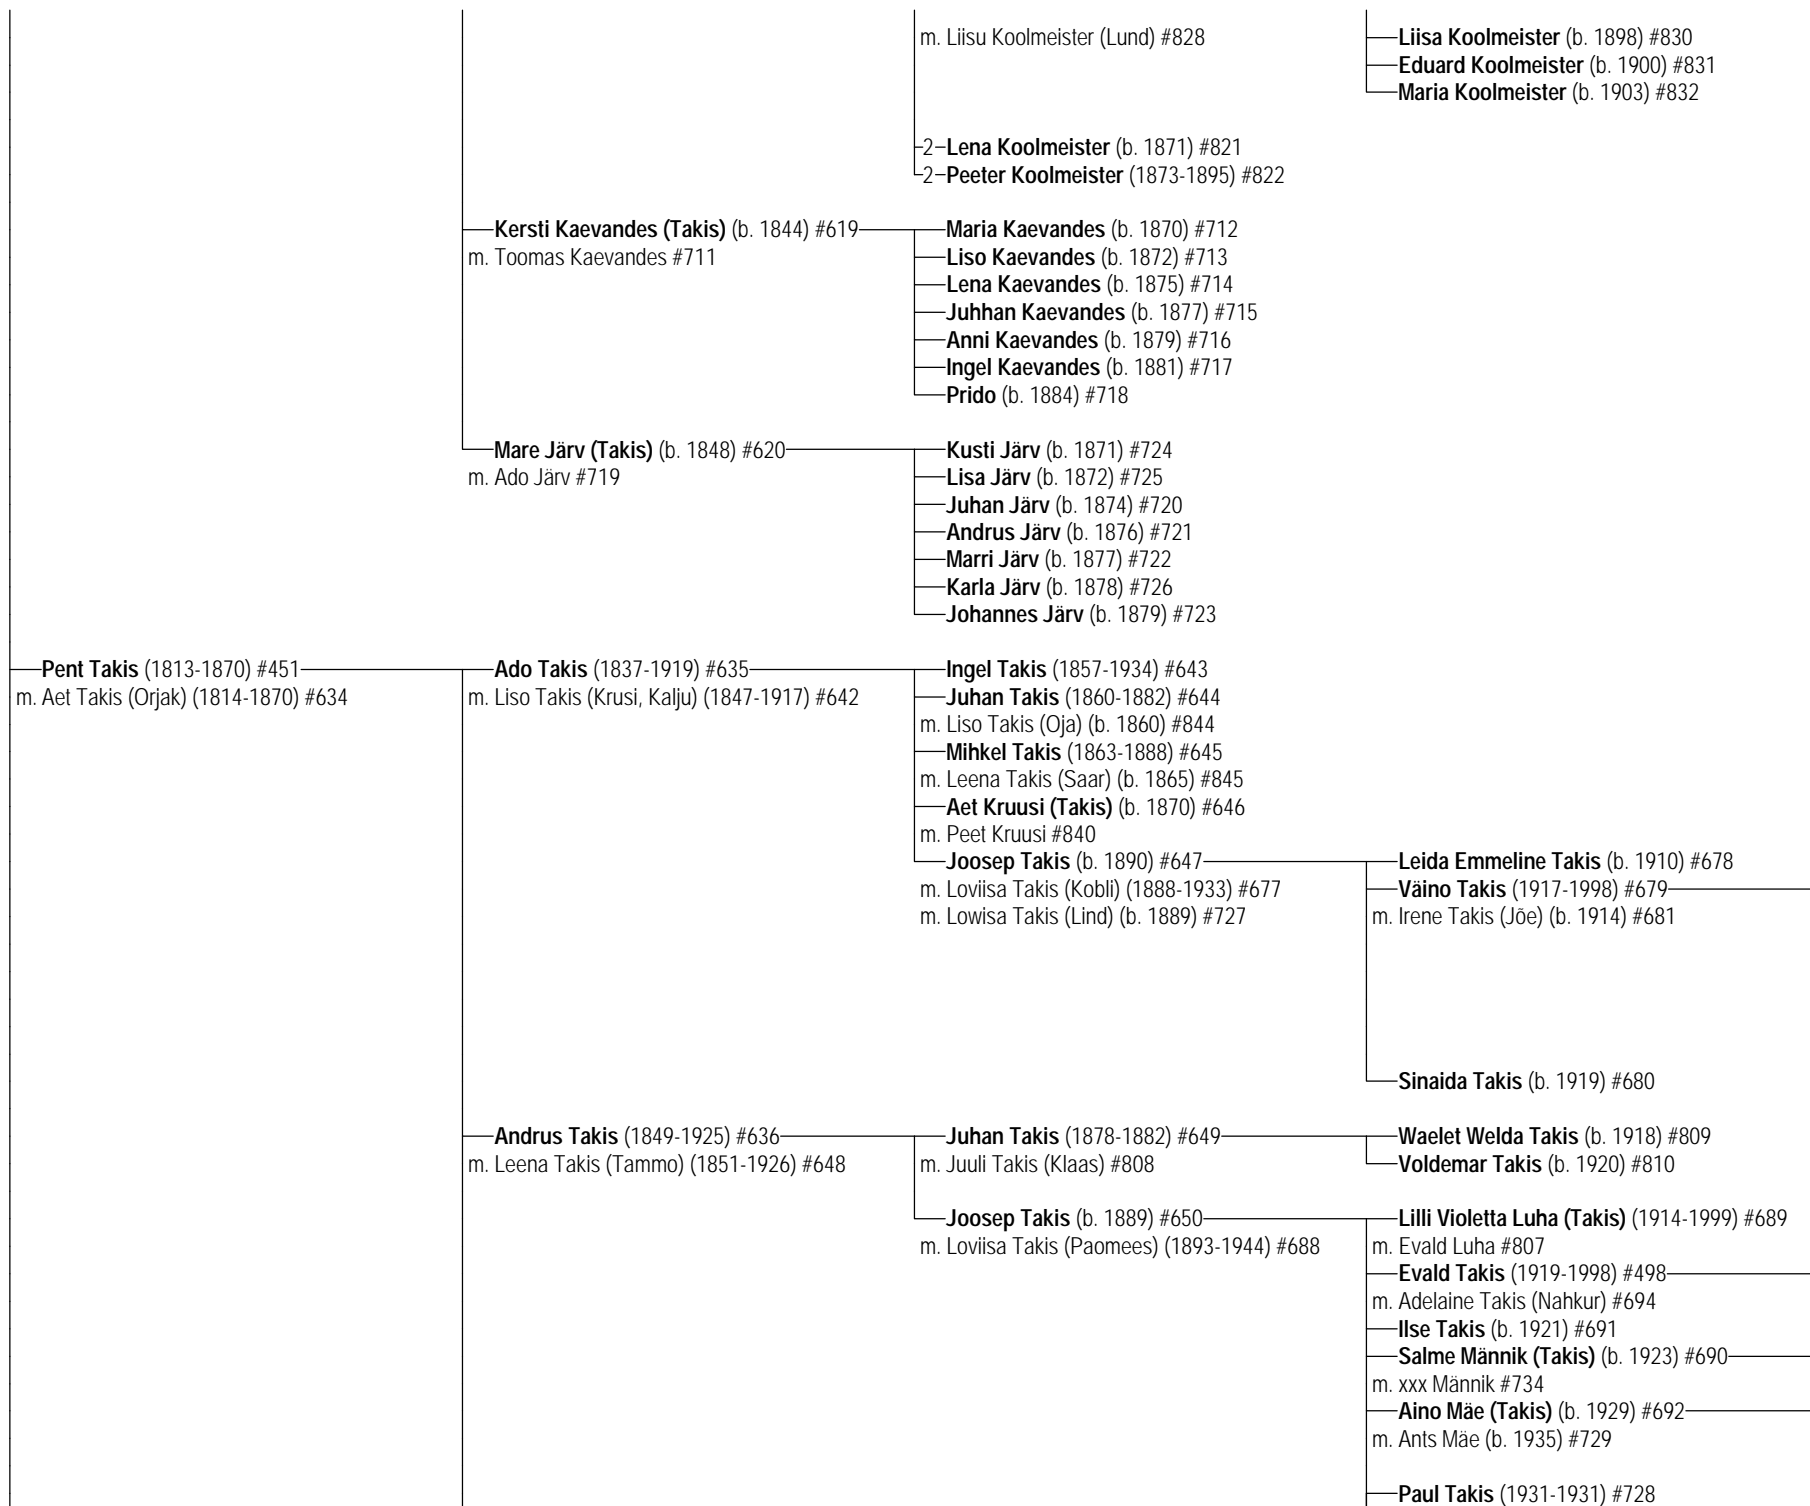 m. Liisu Koolmeister (Lund) #828
Liisa Koolmeister (b. 1898) #830
Eduard Koolmeister (b. 1900) #831
Maria Koolmeister (b. 1903) #832
2 Lena Koolmeister (b. 1871) #821
2 Peeter Koolmeister (1873-1895) #822
Kersti Kaevandes (Takis) (b. 1844) #619
m. Toomas Kaevandes #711
Maria Kaevandes (b. 1870) #712
Liso Kaevandes (b. 1872) #713
Lena Kaevandes (b. 1875) #714
Juhhan Kaevandes (b. 1877) #715
Anni Kaevandes (b. 1879) #716
Ingel Kaevandes (b. 1881) #717
Prido (b. 1884) #718
Mare Järv (Takis) (b. 1848) #620
m. Ado Järv #719
Kusti Järv (b. 1871) #724
Lisa Järv (b. 1872) #725
Juhan Järv (b. 1874) #720
Andrus Järv (b. 1876) #721
Marri Järv (b. 1877) #722
Karla Järv (b. 1878) #726
Johannes Järv (b. 1879) #723
Pent Takis (1813-1870) #451
m. Aet Takis (Orjak) (1814-1870) #634
Ado Takis (1837-1919) #635
m. Liso Takis (Krusi, Kalju) (1847-1917) #642
Ingel Takis (1857-1934) #643
Juhan Takis (1860-1882) #644
m. Liso Takis (Oja) (b. 1860) #844
Mihkel Takis (1863-1888) #645
m. Leena Takis (Saar) (b. 1865) #845
Aet Kruusi (Takis) (b. 1870) #646
m. Peet Kruusi #840
Joosep Takis (b. 1890) #647
m. Loviisa Takis (Kobli) (1888-1933) #677
m. Lowisa Takis (Lind) (b. 1889) #727
Leida Emmeline Takis (b. 1910) #678
Väino Takis (1917-1998) #679
m. Irene Takis (Jõe) (b. 1914) #681
Sinaida Takis (b. 1919) #680
Andrus Takis (1849-1925) #636
m. Leena Takis (Tammo) (1851-1926) #648
Juhan Takis (1878-1882) #649
m. Juuli Takis (Klaas) #808
Waelet Welda Takis (b. 1918) #809
Voldemar Takis (b. 1920) #810
Joosep Takis (b. 1889) #650
m. Loviisa Takis (Paomees) (1893-1944) #688
Lilli Violetta Luha (Takis) (1914-1999) #689
m. Evald Luha #807
Evald Takis (1919-1998) #498
m. Adelaine Takis (Nahkur) #694
Ilse Takis (b. 1921) #691
Salme Männik (Takis) (b. 1923) #690
m. xxx Männik #734
Aino Mäe (Takis) (b. 1929) #692
m. Ants Mäe (b. 1935) #729
Paul Takis (1931-1931) #728